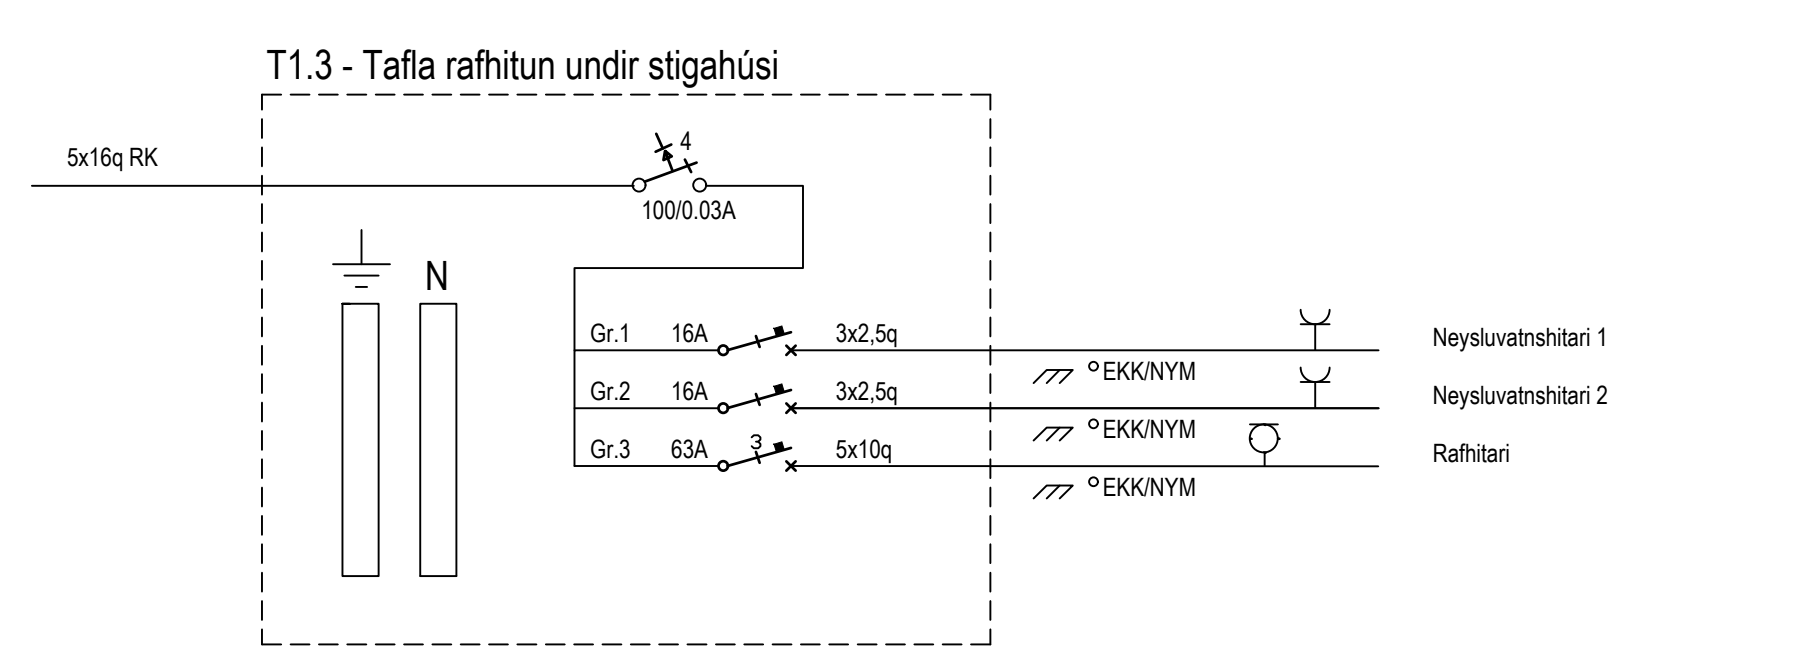 T1.3 - Tafla rafhitun undir stigahúsi
5x16q RK
4
100/0.03A
N
Gr.1 16A 3x2,5q Neysluvatnshitari 1
EKK/NYM
Gr.2 16A 3x2,5q Neysluvatnshitari 2
EKK/NYM
Gr.3 63A 3 5x10q Rafhitari
EKK/NYM